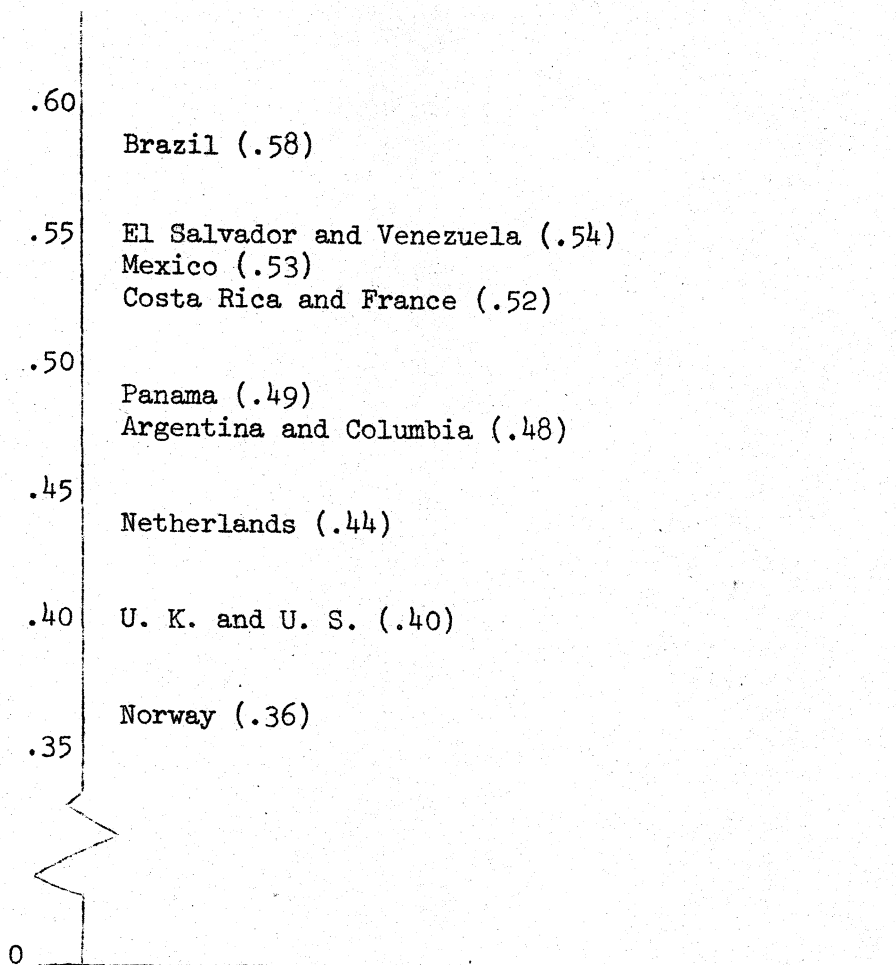 .60
Brazil (.58)
.55 El Salvador and Venezuela (.54)
Mexico (.53)
Costa Rica and France (.52)
.50
Panama (.49)
Argentina and Columbia (.48)
.45
Netherlands (.44)
.40 U. K. and U. S. (.40)
Norway (.36)
.35
0